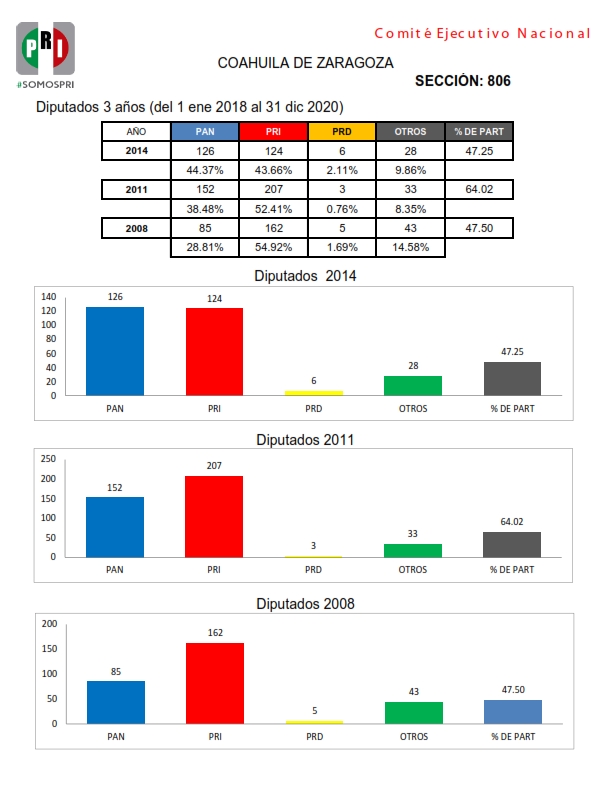 Comité Ejecutivo Nacional
PRI
#SOMOSPRI
COAHUILA DE ZARAGOZA
SECCIÓN: 806
Diputados 3 años (del 1 ene 2018 al 31 dic 2020)
AÑO PAN PRI PRD OTROS % DE PART
2014 126 124 6 28 47.25
44.37% 43.66% 2.11% 9.86%
2011 152 207 3 33 64.02
38.48% 52.41% 0.76% 8.35%
2008 85 162 5 43 47.50
28.81% 54.92% 1.69% 14.58%
Diputados 2014
140
120
100
80
60
40
20
0
126 124 6 28 47.25
PAN PRI PRD OTROS % DE PART
Diputados 2011
250
200
150
100
50
0
152 207 3 33 64.02
PAN PRI PRD OTROS % DE PART
Diputados 2008
200
150
100
50
0
85 162 5 43 47.50
PAN PRI PRD OTROS % DE PART